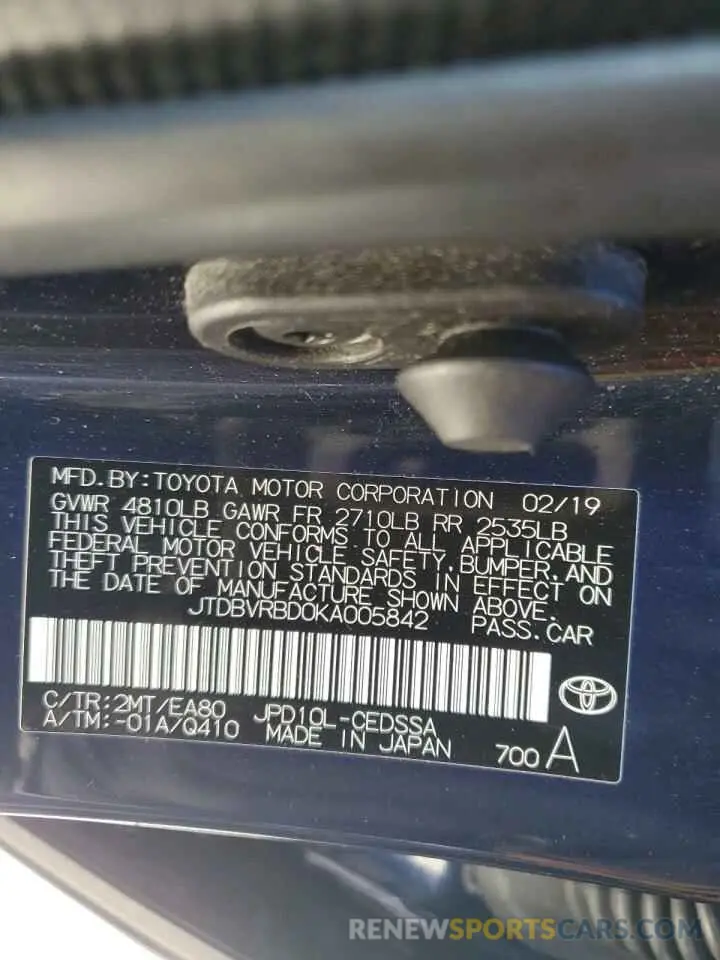 MFD.BY:TOYOTA MOTOR CORPORATION 02/19
GVWR 4810LB GAWR FR 2710LB RR 2535LB
THIS VEHICLE CONFORMS TO ALL APPLICABLE
FEDERAL MOTOR VEHICLE SAFETY,BUMPER,AND
THEFT PREVENTION STANDARDS IN EFFECT ON
THE DATE OF MANUFACTURE SHOWN ABOVE.
JTDBVRBD0KA005842 PASS.CAR
C/TR:2MT/EA80 JPD10L-CEDSSA
A/TM:-01A/Q410 MADE IN JAPAN 700A
RENEWSPORTSCARS.COM